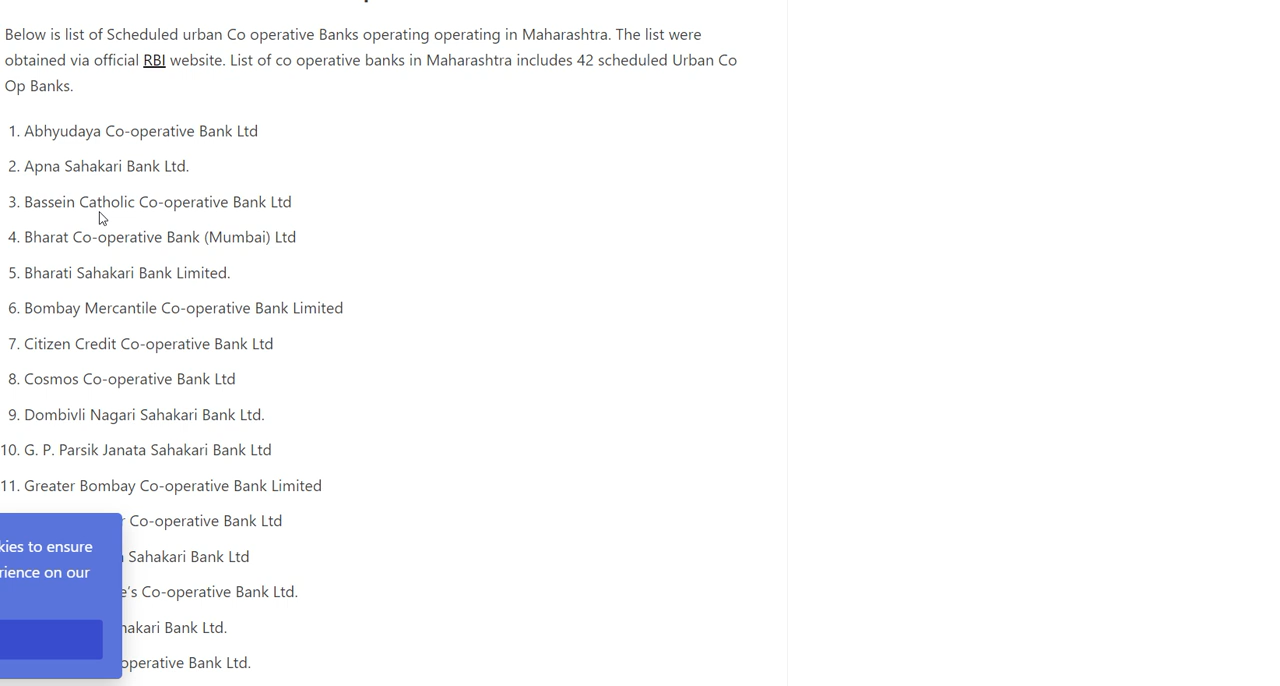 Below is list of Scheduled urban Co operative Banks operating operating in Maharashtra. The list were
obtained via official RBI website. List of co operative banks in Maharashtra includes 42 scheduled Urban Co
Op Banks.
1. Abhyudaya Co-operative Bank Ltd
2. Apna Sahakari Bank Ltd.
3. Bassein Catholic Co-operative Bank Ltd
4. Bharat Co-operative Bank (Mumbai) Ltd
5. Bharati Sahakari Bank Limited.
6. Bombay Mercantile Co-operative Bank Limited
7. Citizen Credit Co-operative Bank Ltd
8. Cosmos Co-operative Bank Ltd
9. Dombivli Nagari Sahakari Bank Ltd.
10. G. P. Parsik Janata Sahakari Bank Ltd
11. Greater Bombay Co-operative Bank Limited
Co-operative Bank Ltd
to ensure
Sahakari Bank Ltd
on our
Co-operative Bank Ltd.
Bank Ltd.
Bank Ltd.